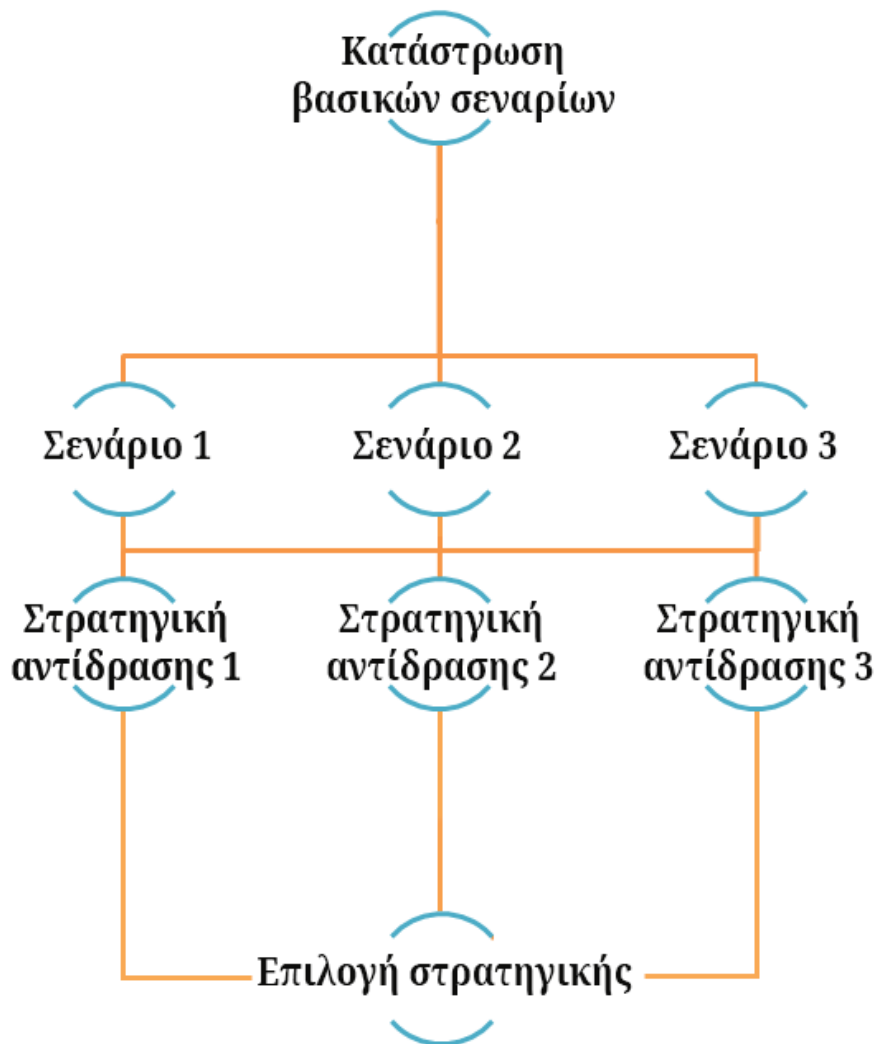 Κατάστρωση
βασικών σεναρίων
Σενάριο 1
Σενάριο 2
Σενάριο 3
Στρατηγική
αντίδρασης 1
Στρατηγική
αντίδρασης 2
Στρατηγική
αντίδρασης 3
Επιλογή στρατηγικής